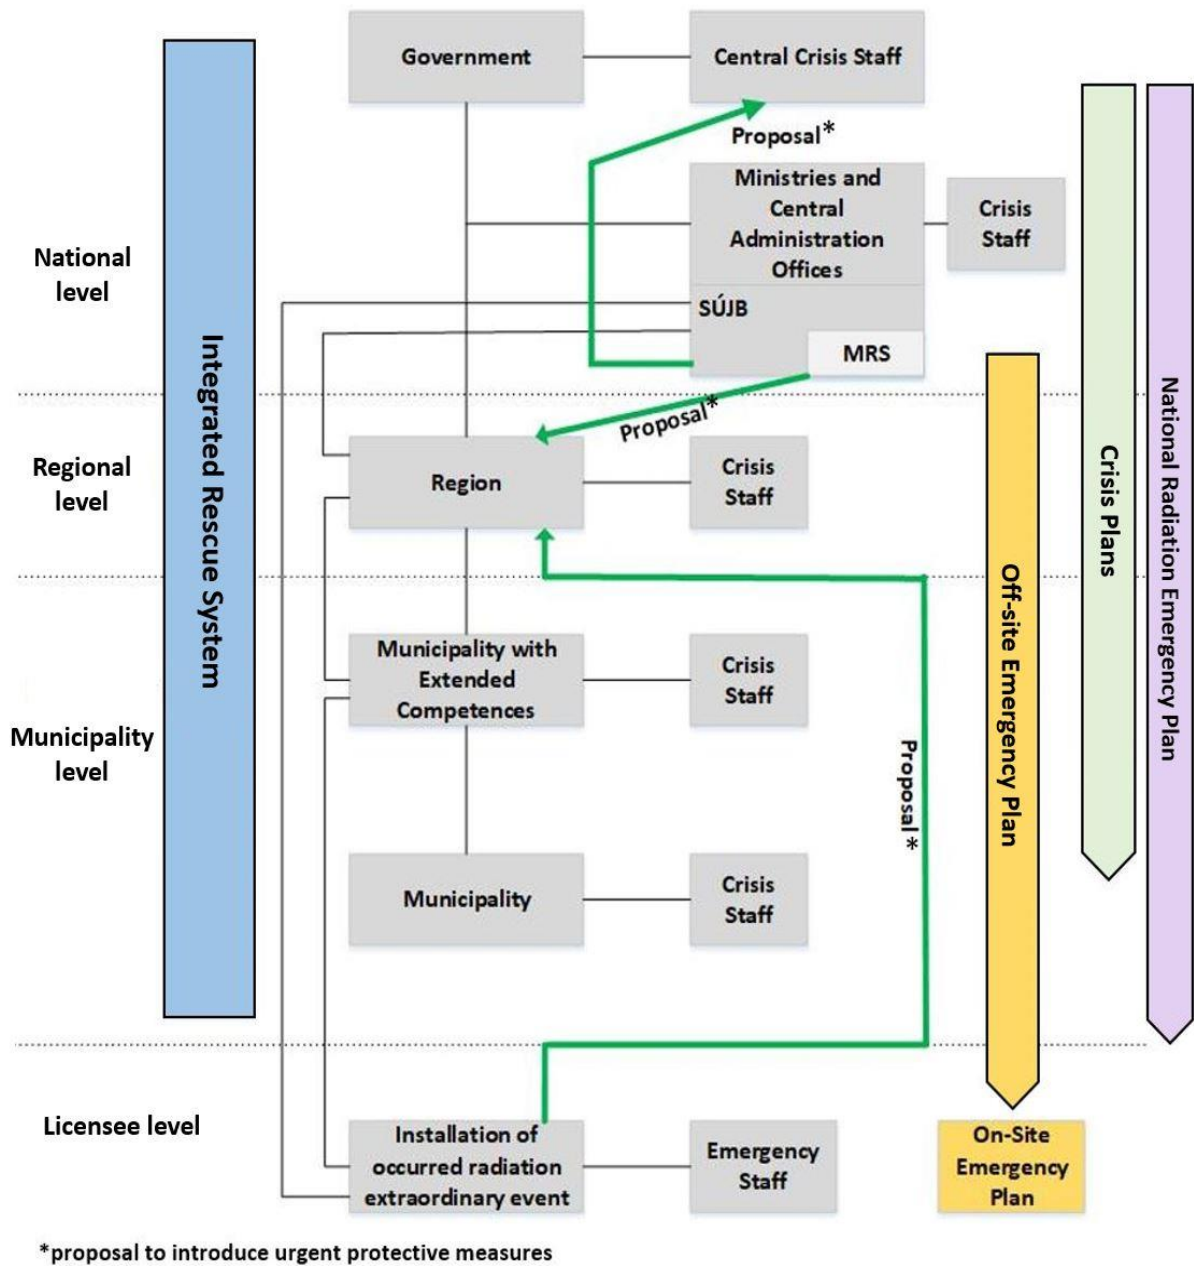 Government
Central Crisis Staff
Proposal*
Ministries and
Central
Administration
Offices
Crisis
Staff
National
level
SÚJB
MRS
Proposal*
Regional
level
Region
Crisis
Staff
Integrated Rescue System
Municipality with
Extended
Competences
Crisis
Staff
Municipality
level
Proposal*
Municipality
Crisis
Staff
Off-site Emergency Plan
Crisis Plans
National Radiation Emergency Plan
Licensee level
Installation of
occurred radiation
extraordinary event
Emergency
Staff
On-Site
Emergency
Plan
*proposal to introduce urgent protective measures